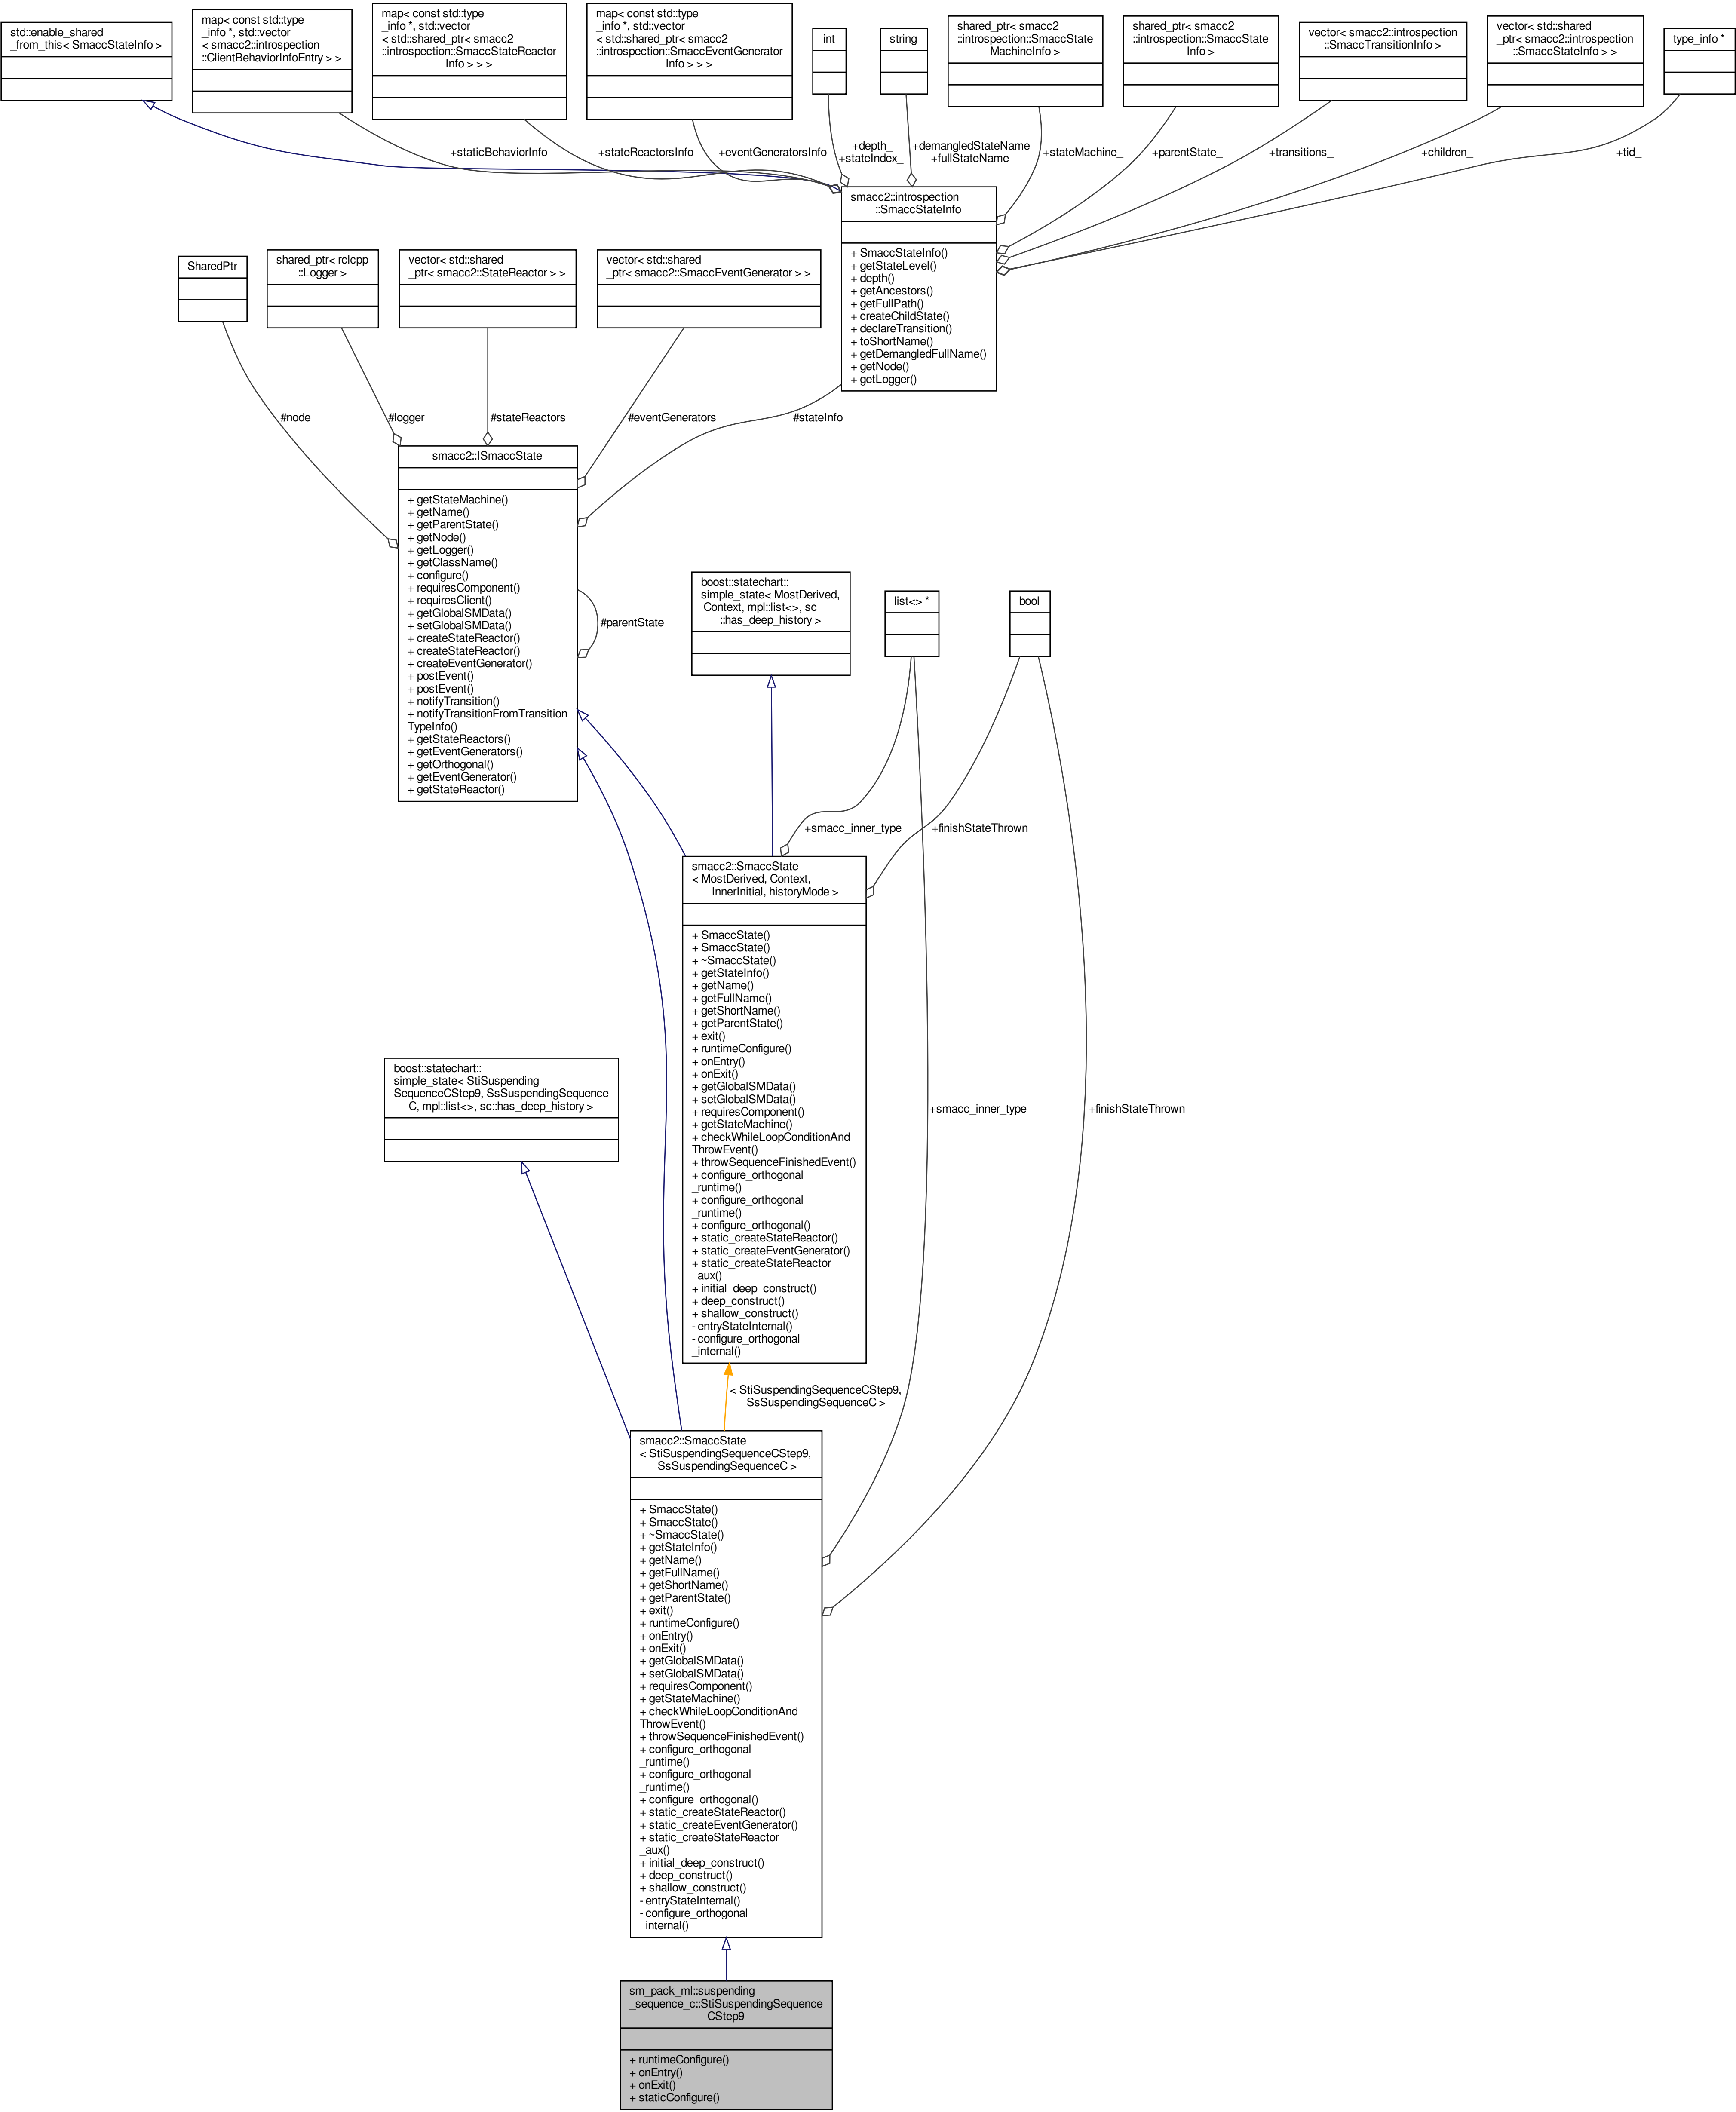 std::enable_shared
_from_this< SmaccStateInfo >
map< const std::type
_info *, std::vector
< smacc2::introspection
::ClientBehaviorInfoEntry > >
map< const std::type
_info *, std::vector
< std::shared_ptr< smacc2
::introspection::SmaccStateReactor
Info > > >
map< const std::type
_info *, std::vector
< std::shared_ptr< smacc2
::introspection::SmaccEventGenerator
Info > > >
int
string
shared_ptr< smacc2
::introspection::SmaccState
MachineInfo >
shared_ptr< smacc2
::introspection::SmaccState
Info >
vector< smacc2::introspection
::SmaccTransitionInfo >
vector< std::shared
_ptr< smacc2::introspection
::SmaccStateInfo > >
type_info *
+staticBehaviorInfo
+stateReactorsInfo
+eventGeneratorsInfo
+depth_
+stateIndex_
+demangledStateName
+fullStateName
+stateMachine_
+parentState_
+transitions_
+children_
+tid_
smacc2::introspection
::SmaccStateInfo
+ SmaccStateInfo()
+ getStateLevel()
+ depth()
+ getAncestors()
+ getFullPath()
+ createChildState()
+ declareTransition()
+ toShortName()
+ getDemangledFullName()
+ getNode()
+ getLogger()
SharedPtr
shared_ptr< rclcpp
::Logger >
vector< std::shared
_ptr< smacc2::StateReactor > >
vector< std::shared
_ptr< smacc2::SmaccEventGenerator > >
#node_
#logger_
#stateReactors_
#eventGenerators_
#stateInfo_
smacc2::ISmaccState
+ getStateMachine()
+ getName()
+ getParentState()
+ getNode()
+ getLogger()
+ getClassName()
+ configure()
+ requiresComponent()
+ requiresClient()
+ getGlobalSMData()
+ setGlobalSMData()
+ createStateReactor()
+ createStateReactor()
+ createEventGenerator()
+ postEvent()
+ postEvent()
+ notifyTransition()
+ notifyTransitionFromTransition
TypeInfo()
+ getStateReactors()
+ getEventGenerators()
+ getOrthogonal()
+ getEventGenerator()
+ getStateReactor()
#parentState_
boost::statechart::
simple_state< MostDerived,
Context, mpl::list<>, sc
::has_deep_history >
list<> *
bool
+smacc_inner_type
+finishStateThrown
smacc2::SmaccState
< MostDerived, Context,
InnerInitial, historyMode >
+ SmaccState()
+ SmaccState()
+ ~SmaccState()
+ getStateInfo()
+ getName()
+ getFullName()
+ getShortName()
+ getParentState()
+ exit()
+ runtimeConfigure()
+ onEntry()
+ onExit()
+ getGlobalSMData()
+ setGlobalSMData()
+ requiresComponent()
+ getStateMachine()
+ checkWhileLoopConditionAnd
ThrowEvent()
+ throwSequenceFinishedEvent()
+ configure_orthogonal
_runtime()
+ configure_orthogonal
_runtime()
+ configure_orthogonal()
+ static_createStateReactor()
+ static_createEventGenerator()
+ static_createStateReactor
_aux()
+ initial_deep_construct()
+ deep_construct()
+ shallow_construct()
- entryStateInternal()
- configure_orthogonal
_internal()
boost::statechart::
simple_state< StiSuspending
SequenceCStep9, SsSuspendingSequence
C, mpl::list<>, sc::has_deep_history >
+smacc_inner_type
+finishStateThrown
< StiSuspendingSequenceCStep9,
SsSuspendingSequenceC >
smacc2::SmaccState
< StiSuspendingSequenceCStep9,
SsSuspendingSequenceC >
+ SmaccState()
+ SmaccState()
+ ~SmaccState()
+ getStateInfo()
+ getName()
+ getFullName()
+ getShortName()
+ getParentState()
+ exit()
+ runtimeConfigure()
+ onEntry()
+ onExit()
+ getGlobalSMData()
+ setGlobalSMData()
+ requiresComponent()
+ getStateMachine()
+ checkWhileLoopConditionAnd
ThrowEvent()
+ throwSequenceFinishedEvent()
+ configure_orthogonal
_runtime()
+ configure_orthogonal
_runtime()
+ configure_orthogonal()
+ static_createStateReactor()
+ static_createEventGenerator()
+ static_createStateReactor
_aux()
+ initial_deep_construct()
+ deep_construct()
+ shallow_construct()
- entryStateInternal()
- configure_orthogonal
_internal()
sm_pack_ml::suspending
_sequence_c::StiSuspendingSequence
CStep9
+ runtimeConfigure()
+ onEntry()
+ onExit()
+ staticConfigure()